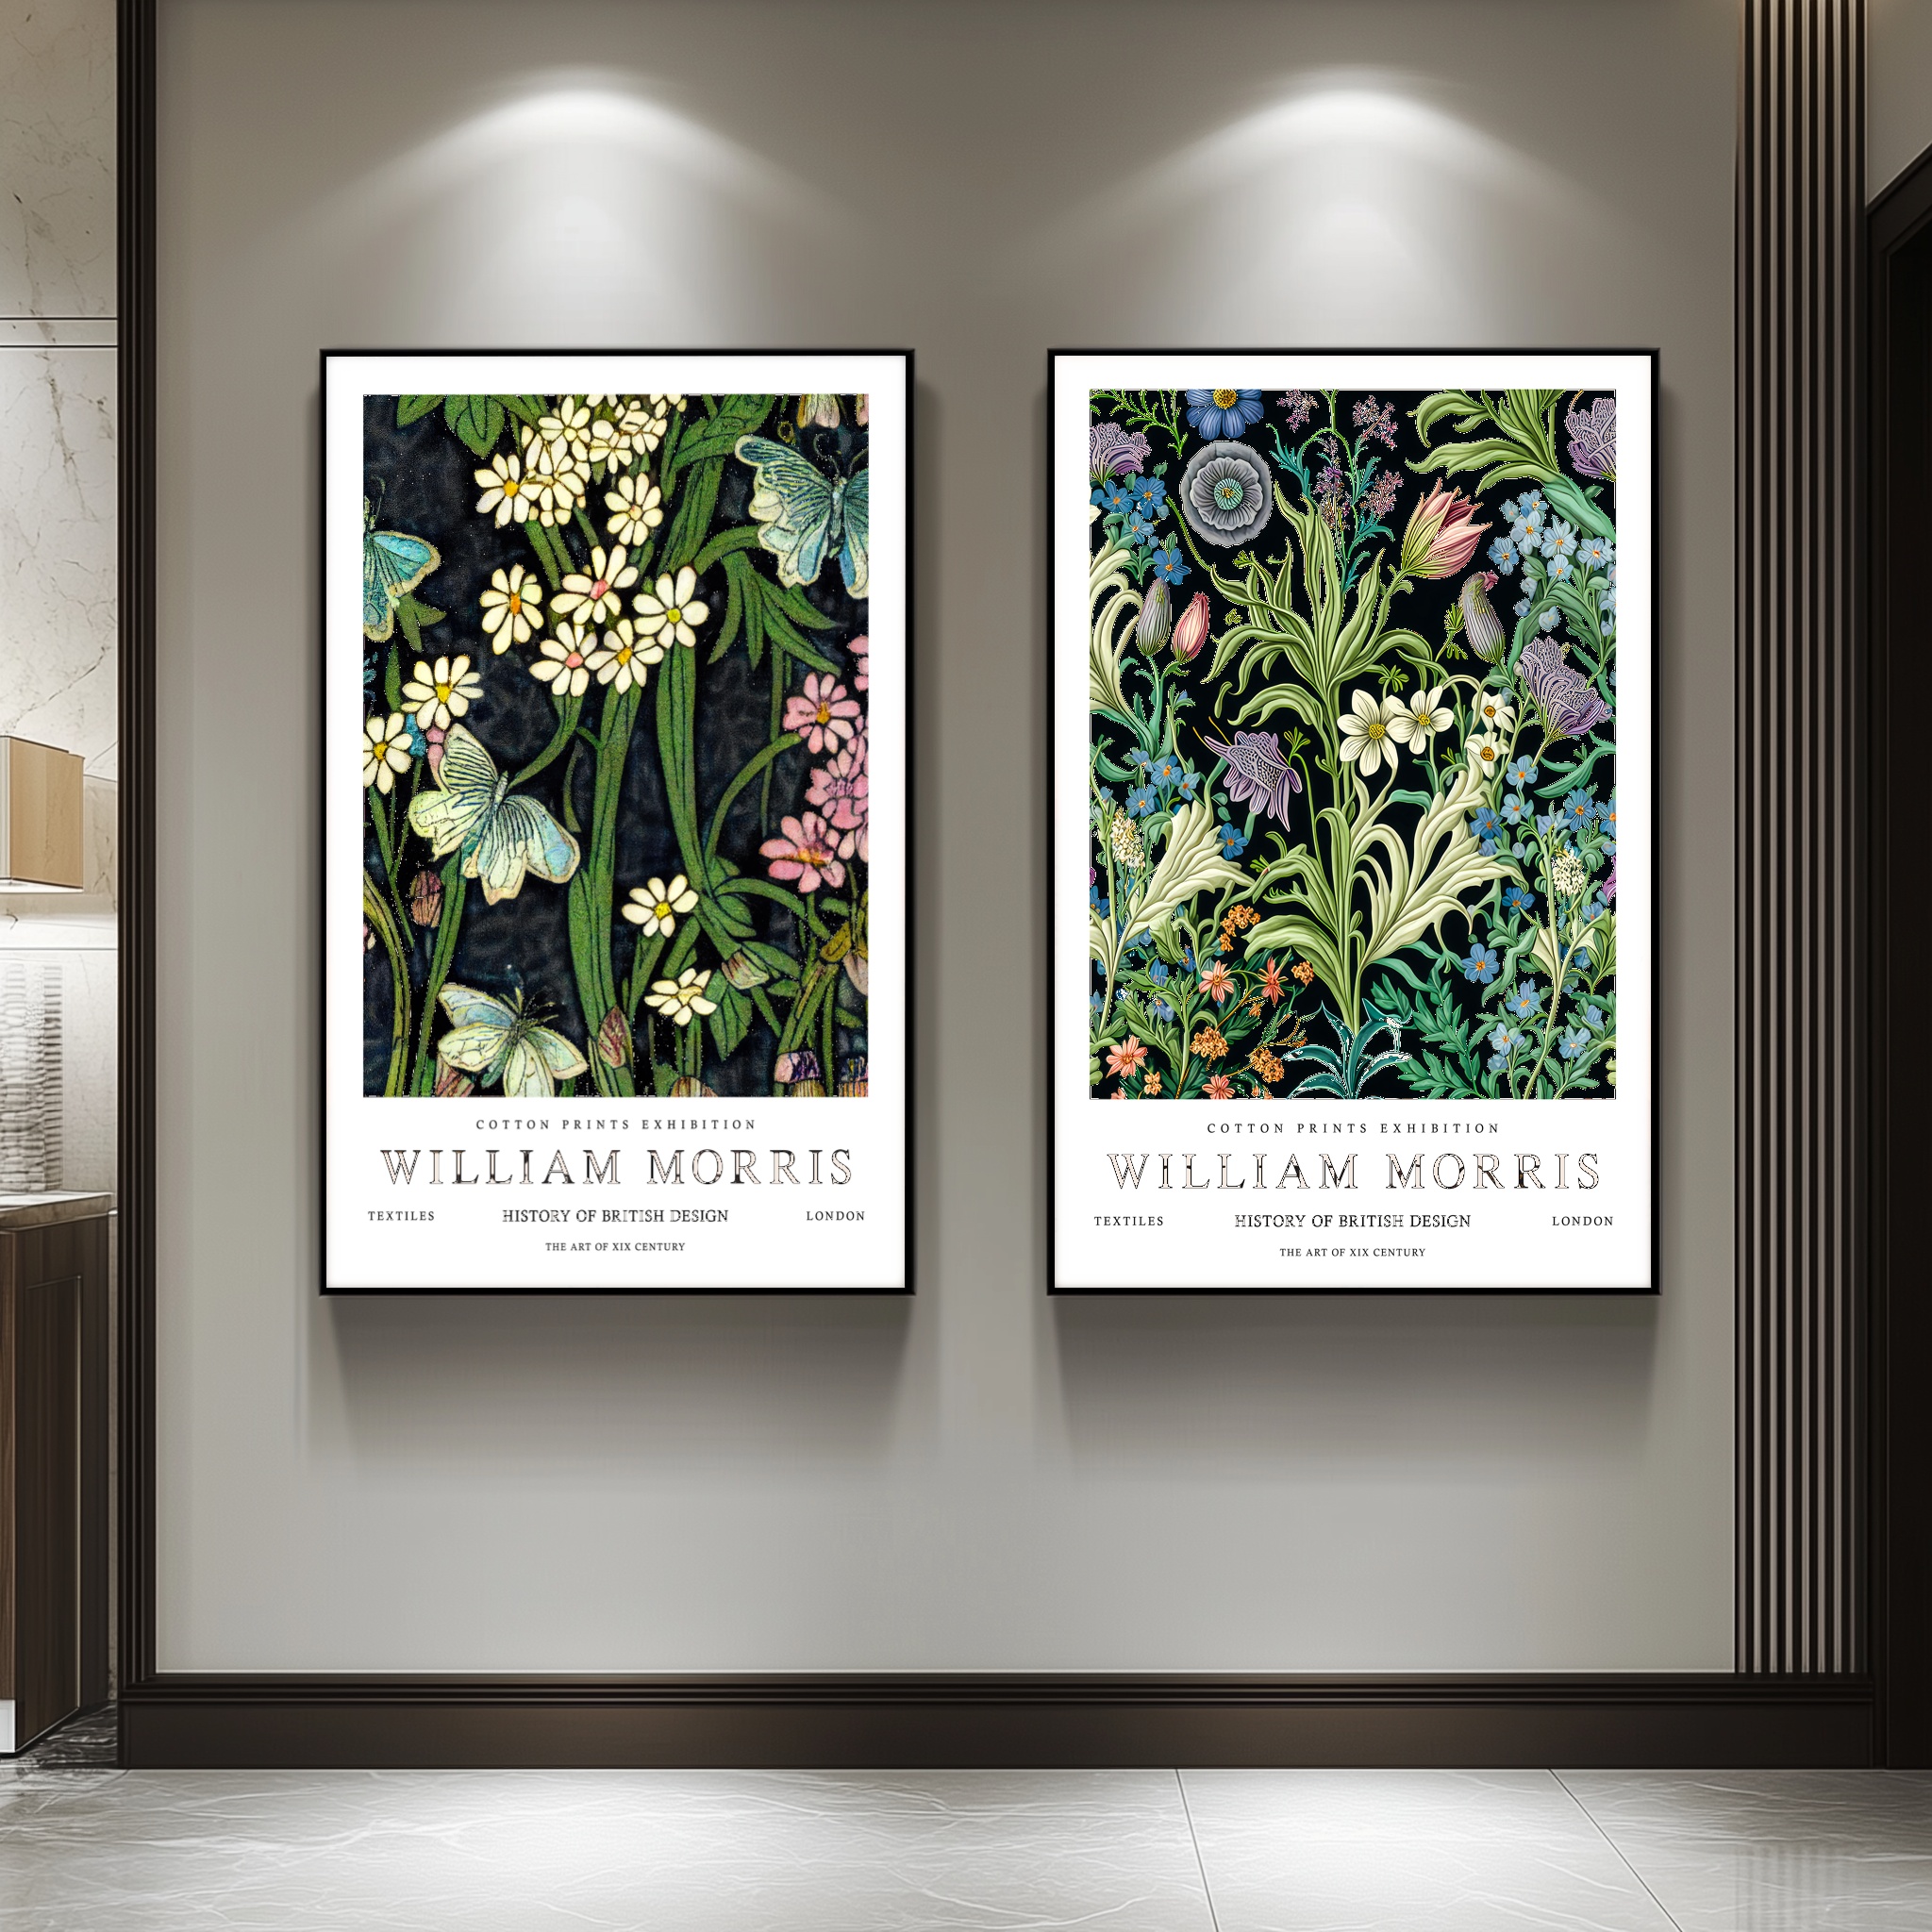 COTTON PRINTS EXHIBITION
WILLIAM MORRIS
TEXTILES HISTORY OF BRITISH DESIGN LONDON
THE ART OF XIX CENTURY
COTTON PRINTS EXHIBITION
WILLIAM MORRIS
TEXTILES HISTORY OF BRITISH DESIGN LONDON
THE ART OF XIX CENTURY